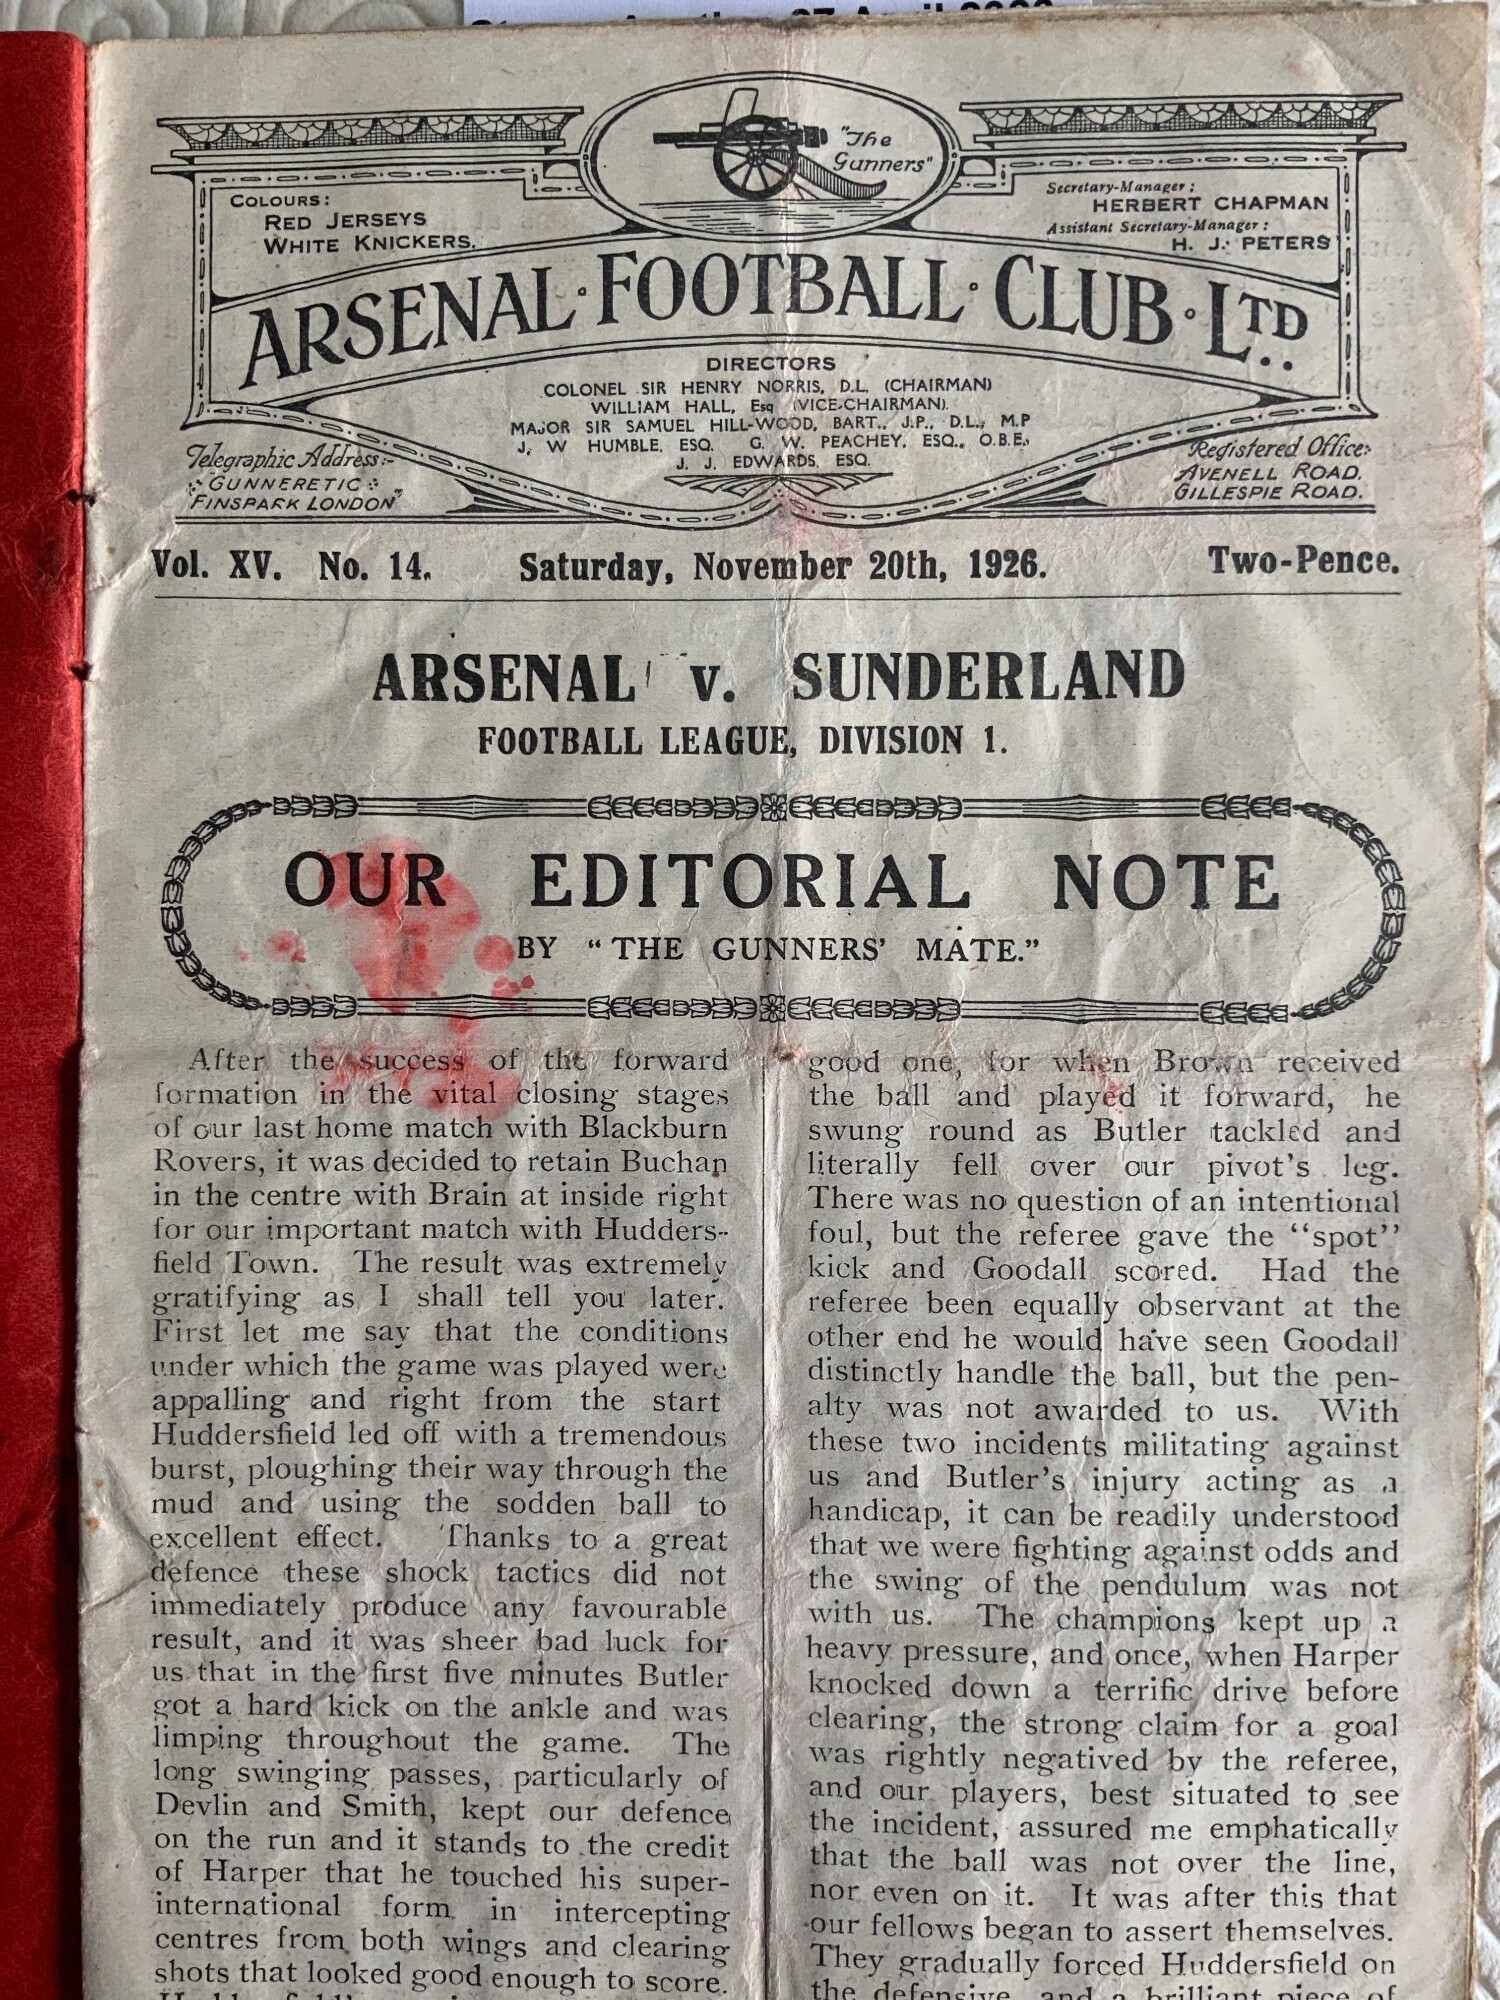 "The
Gunners"
COLOURS:
RED JERSEYS
WHITE KNICKERS.
Secretary-Manager:
HERBERT CHAPMAN
Assistant Secretary-Manager:
H. J. PETERS
ARSENAL · FOOTBALL · CLUB · LTD.
DIRECTORS
COLONEL SIR HENRY NORRIS, D.L. (CHAIRMAN)
WILLIAM HALL, Esq (VICE-CHAIRMAN).
MAJOR SIR SAMUEL HILL-WOOD, BART., J.P., D.L., M.P
J. W HUMBLE, ESQ. G. W. PEACHEY, ESQ., O.B.E.,
J. J. EDWARDS, ESQ.
Telegraphic Address:-
"GUNNERETIC
FINSPARK LONDON"
Registered Office:
AVENELL ROAD.
GILLESPIE ROAD.
Vol. XV. No. 14. Saturday, November 20th, 1926. Two-Pence.
ARSENAL v. SUNDERLAND
FOOTBALL LEAGUE, DIVISION 1.
OUR EDITORIAL NOTE
BY "THE GUNNERS' MATE."
After the success of the forward
formation in the vital closing stages
of our last home match with Blackburn
Rovers, it was decided to retain Buchan
in the centre with Brain at inside right
for our important match with Hudders-
field Town. The result was extremely
gratifying as I shall tell you later.
First let me say that the conditions
under which the game was played were
appalling and right from the start
Huddersfield led off with a tremendous
burst, ploughing their way through the
mud and using the sodden ball to
excellent effect. Thanks to a great
defence these shock tactics did not
immediately produce any favourable
result, and it was sheer bad luck for
us that in the first five minutes Butler
got a hard kick on the ankle and was
limping throughout the game. The
long swinging passes, particularly of
Devlin and Smith, kept our defence
on the run and it stands to the credit
of Harper that he touched his super-
international form in intercepting
centres from both wings and clearing
shots that looked good enough to score.
good one, for when Brown received
the ball and played it forward, he
swung round as Butler tackled and
literally fell over our pivot's leg.
There was no question of an intentional
foul, but the referee gave the "spot"
kick and Goodall scored. Had the
referee been equally observant at the
other end he would have seen Goodall
distinctly handle the ball, but the pen-
alty was not awarded to us. With
these two incidents militating against
us and Butler's injury acting as a
handicap, it can be readily understood
that we were fighting against odds and
the swing of the pendulum was not
with us. The champions kept up a
heavy pressure, and once, when Harper
knocked down a terrific drive before
clearing, the strong claim for a goal
was rightly negatived by the referee,
and our players, best situated to see
the incident, assured me emphatically
that the ball was not over the line,
nor even on it. It was after this that
our fellows began to assert themselves.
They gradually forced Huddersfield on
the defensive, and a brilliant piece of